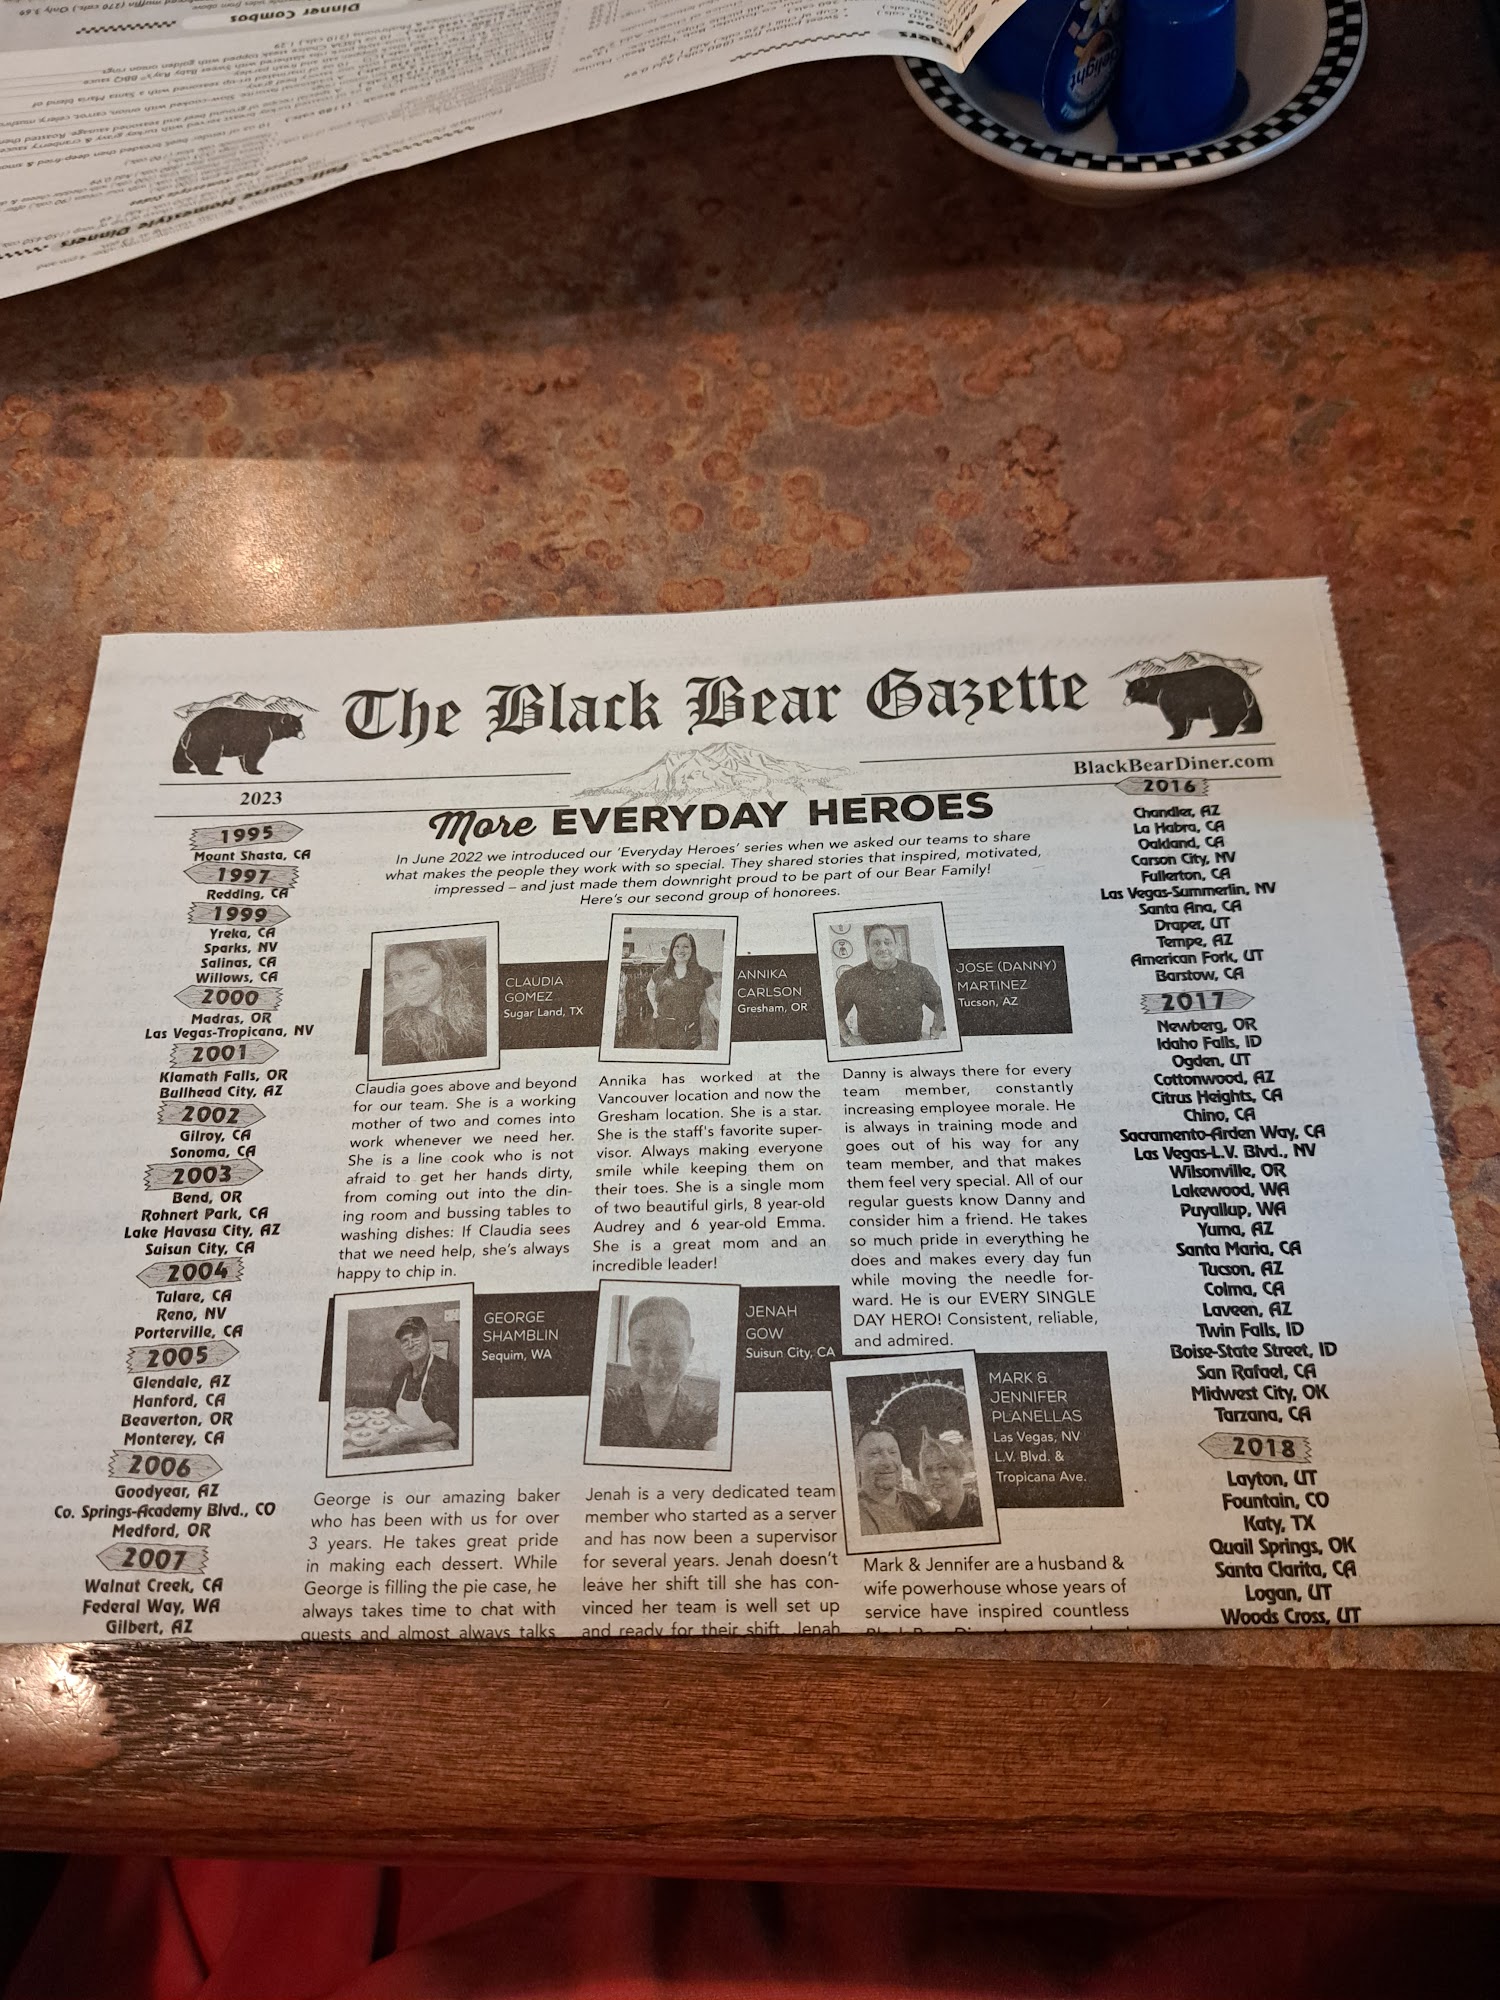 Dinner Combos
Burgers
Full-Course Homestyle Dinners
Delight
The Black Bear Gazette
2023
BlackBearDiner.com
1995
Mount Shasta, CA
1997
Redding, CA
1999
Yreka, CA
Sparks, NV
Salinas, CA
Willows, CA
2000
Madras, OR
Las Vegas-Tropicana, NV
2001
Klamath Falls, OR
Bullhead City, AZ
2002
Gilroy, CA
Sonoma, CA
2003
Bend, OR
Rohnert Park, CA
Lake Havasu City, AZ
Suisun City, CA
2004
Tulare, CA
Reno, NV
Porterville, CA
2005
Glendale, AZ
Hanford, CA
Beaverton, OR
Monterey, CA
2006
Goodyear, AZ
Co. Springs-Academy Blvd., CO
Medford, OR
2007
Walnut Creek, CA
Federal Way, WA
Gilbert, AZ
More EVERYDAY HEROES
In June 2022 we introduced our 'Everyday Heroes' series when we asked our teams to share
what makes the people they work with so special. They shared stories that inspired, motivated,
impressed – and just made them downright proud to be part of our Bear Family!
Here's our second group of honorees.
CLAUDIA
GOMEZ
Sugar Land, TX
Claudia goes above and beyond
for our team. She is a working
mother of two and comes into
work whenever we need her.
She is a line cook who is not
afraid to get her hands dirty,
from coming out into the din-
ing room and bussing tables to
washing dishes: If Claudia sees
that we need help, she's always
happy to chip in.
ANNIKA
CARLSON
Gresham, OR
Annika has worked at the
Vancouver location and now the
Gresham location. She is a star.
She is the staff's favorite super-
visor. Always making everyone
smile while keeping them on
their toes. She is a single mom
of two beautiful girls, 8 year-old
Audrey and 6 year-old Emma.
She is a great mom and an
incredible leader!
JOSE (DANNY)
MARTINEZ
Tucson, AZ
Danny is always there for every
team member, constantly
increasing employee morale. He
is always in training mode and
goes out of his way for any
team member, and that makes
them feel very special. All of our
regular guests know Danny and
consider him a friend. He takes
so much pride in everything he
does and makes every day fun
while moving the needle for-
ward. He is our EVERY SINGLE
DAY HERO! Consistent, reliable,
and admired.
GEORGE
SHAMBLIN
Sequim, WA
George is our amazing baker
who has been with us for over
3 years. He takes great pride
in making each dessert. While
George is filling the pie case, he
always takes time to chat with
guests and almost always talks
JENAH
GOW
Suisun City, CA
Jenah is a very dedicated team
member who started as a server
and has now been a supervisor
for several years. Jenah doesn't
leave her shift till she has con-
vinced her team is well set up
and ready for their shift. Jenah
MARK &
JENNIFER
PLANELLAS
Las Vegas, NV
L.V. Blvd. &
Tropicana Ave.
Mark & Jennifer are a husband &
wife powerhouse whose years of
service have inspired countless
2016
Chandler, AZ
La Habra, CA
Oakland, CA
Carson City, NV
Fullerton, CA
Las Vegas-Summerlin, NV
Santa Ana, CA
Draper, UT
Tempe, AZ
American Fork, UT
Barstow, CA
2017
Newberg, OR
Idaho Falls, ID
Ogden, UT
Cottonwood, AZ
Citrus Heights, CA
Chino, CA
Sacramento-Arden Way, CA
Las Vegas-L.V. Blvd., NV
Wilsonville, OR
Lakewood, WA
Puyallup, WA
Yuma, AZ
Santa Maria, CA
Tucson, AZ
Colma, CA
Laveen, AZ
Twin Falls, ID
Boise-State Street, ID
San Rafael, CA
Midwest City, OK
Tarzana, CA
2018
Layton, UT
Fountain, CO
Katy, TX
Quail Springs, OK
Santa Clarita, CA
Logan, UT
Woods Cross, UT